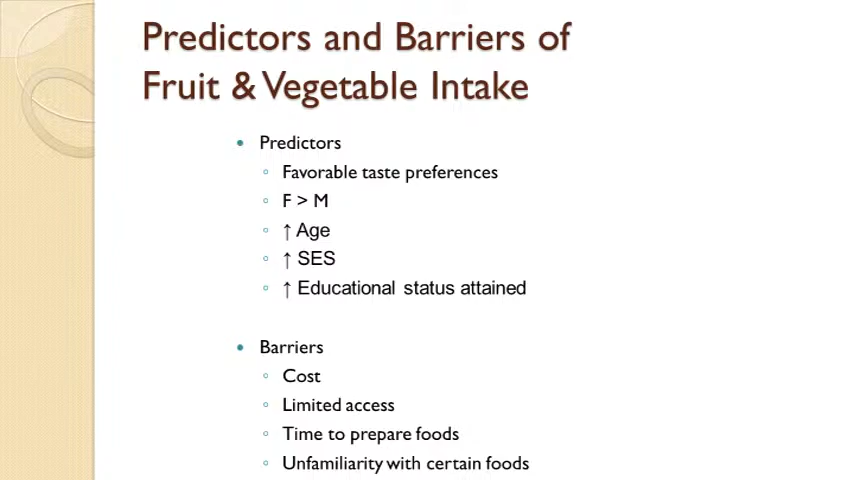 Predictors and Barriers of
Fruit & Vegetable Intake
• Predictors
◦ Favorable taste preferences
◦ F > M
◦ ↑ Age
◦ ↑ SES
◦ ↑ Educational status attained
• Barriers
◦ Cost
◦ Limited access
◦ Time to prepare foods
◦ Unfamiliarity with certain foods